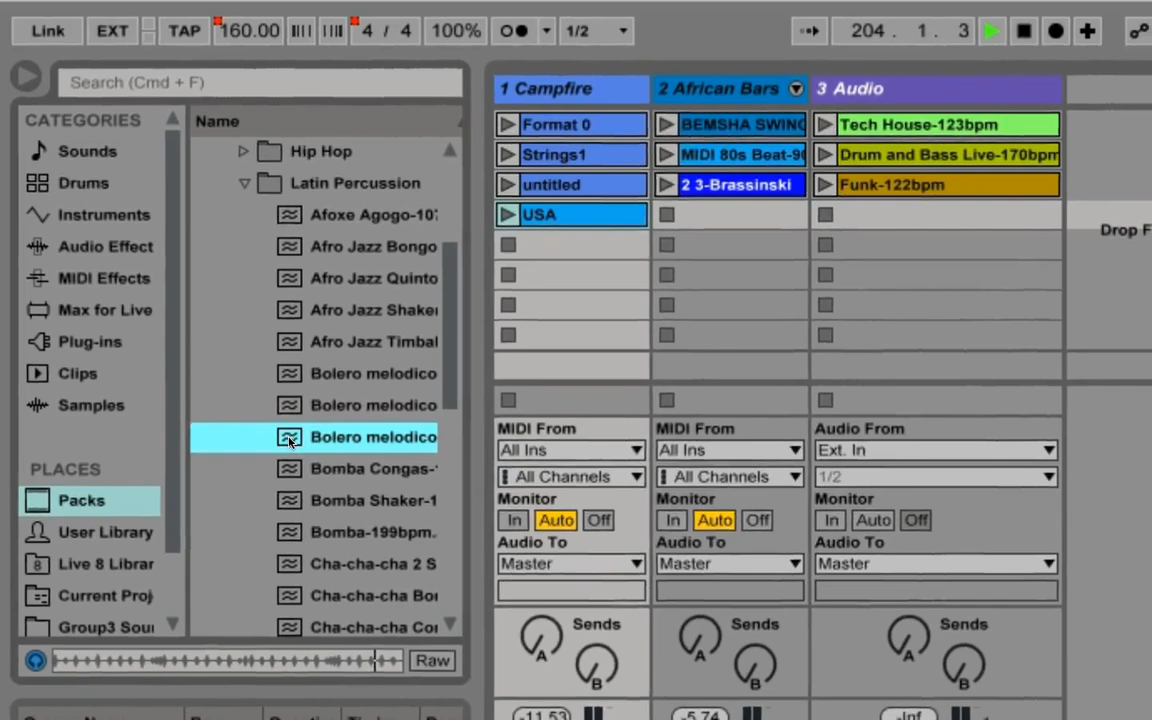 Link EXT TAP 160.00 4 / 4 100% 1/2 204. 1. 3
Search (Cmd + F)
CATEGORIES
Sounds
Drums
Instruments
Audio Effect
MIDI Effects
Max for Live
Plug-ins
Clips
Samples
PLACES
Packs
User Library
Live 8 Librar
Current Proj
Group3 Soui
Name
Hip Hop
Latin Percussion
Afoxe Agogo-107
Afro Jazz Bongo
Afro Jazz Quinto
Afro Jazz Shaker
Afro Jazz Timbal
Bolero melodico
Bolero melodico
Bolero melodico
Bomba Congas-
Bomba Shaker-1
Bomba-199bpm.
Cha-cha-cha 2 S
Cha-cha-cha Bon
Cha-cha-cha Con
Raw
1 Campfire 2 African Bars 3 Audio
Format 0 BEMSHA SWING Tech House-123bpm
Strings1 MIDI 80s Beat-90 Drum and Bass Live-170bpm
untitled 2 3-Brassinski Funk-122bpm
USA
Drop F
MIDI From MIDI From Audio From
All Ins All Ins Ext. In
All Channels All Channels 1/2
Monitor Monitor Monitor
In Auto Off In Auto Off In Auto Off
Audio To Audio To Audio To
Master Master Master
Sends Sends Sends
A A A
B B B
-11.53 -5.74 -Inf